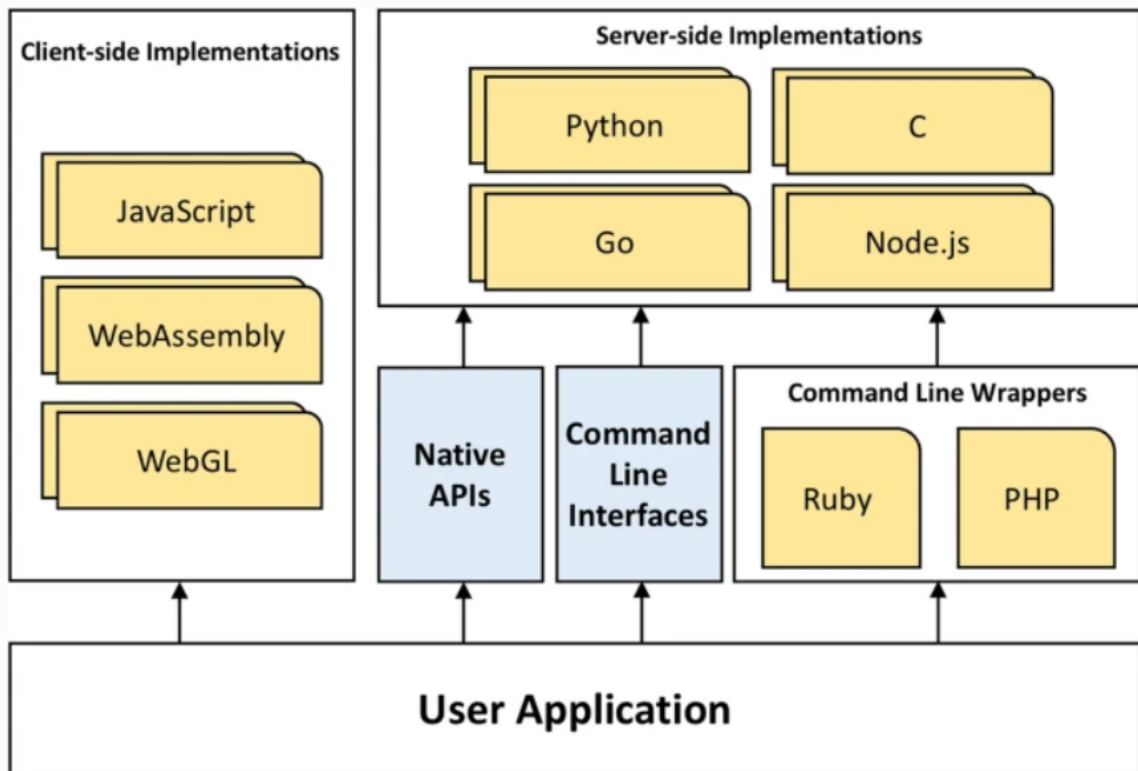 Client-side Implementations
JavaScript
WebAssembly
WebGL
Server-side Implementations
Python
C
Go
Node.js
Native
APIs
Command
Line
Interfaces
Command Line Wrappers
Ruby
PHP
User Application